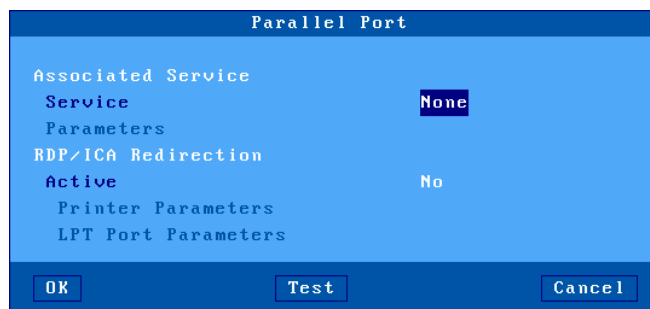 Parallel Port
Associated Service
Service None
Parameters
RDP/ICA Redirection
Active No
Printer Parameters
LPT Port Parameters
OK Test Cancel